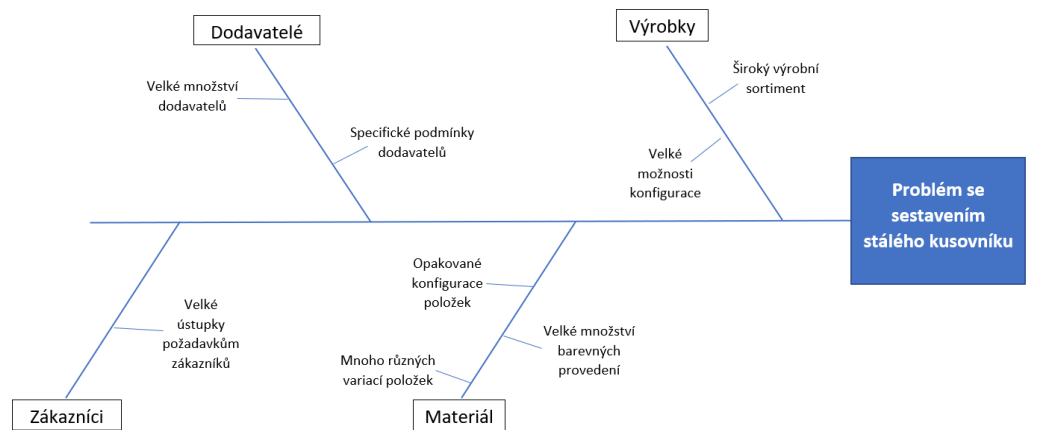 Dodavatelé
Velké množství
dodavatelů
Specifické podmínky
dodavatelů
Výrobky
Široký výrobní
sortiment
Velké
možnosti
konfigurace
Problém se
sestavením
stálého kusovníku
Zákazníci
Velké
ústupky
požadavkům
zákazníků
Materiál
Opakované
konfigurace
položek
Velké množství
barevných
provedení
Mnoho různých
variací položek